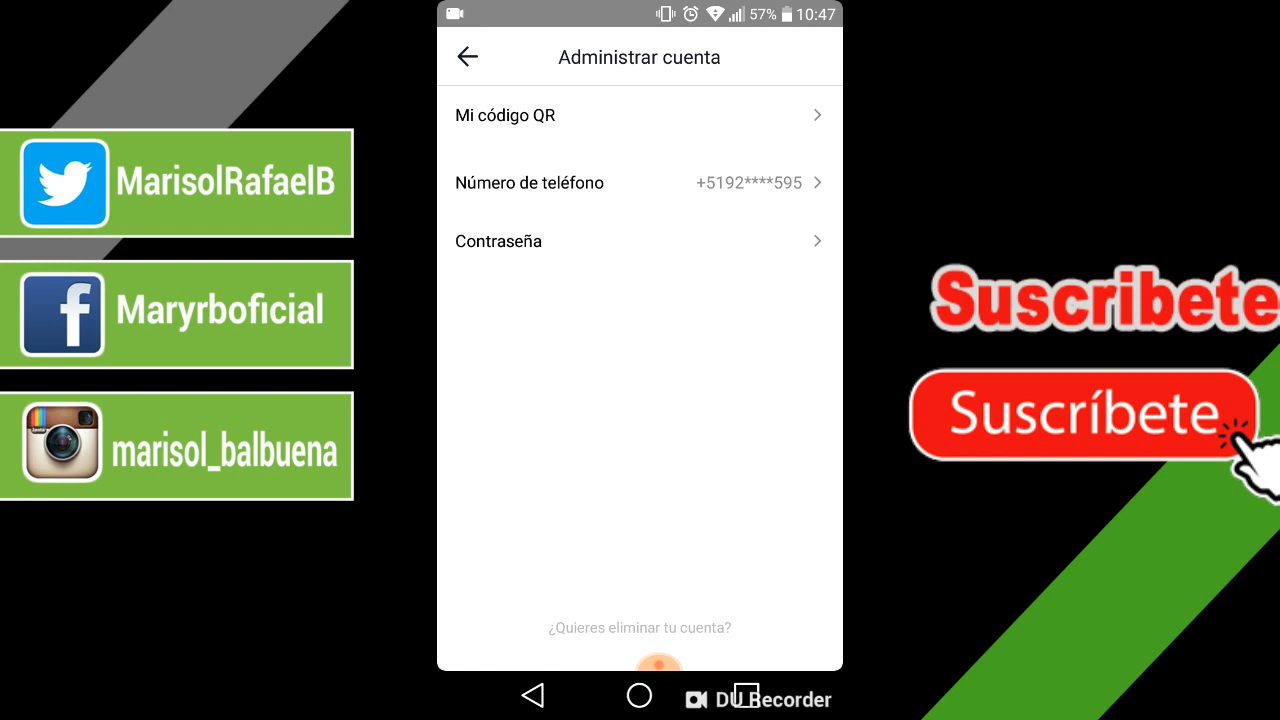 57% 10:47
Administrar cuenta
Mi código QR
Número de teléfono +5192****595
Contraseña
¿Quieres eliminar tu cuenta?
DU Recorder
MarisolRafaelB
Maryrboficial
marisol_balbuena
Suscribete
Suscríbete